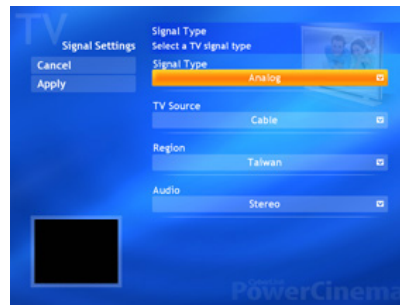 TV
Signal Settings
Cancel
Apply
Signal Type
Select a TV signal type
Signal Type
Analog
TV Source
Cable
Region
Taiwan
Audio
Stereo
CyberLink
PowerCinema